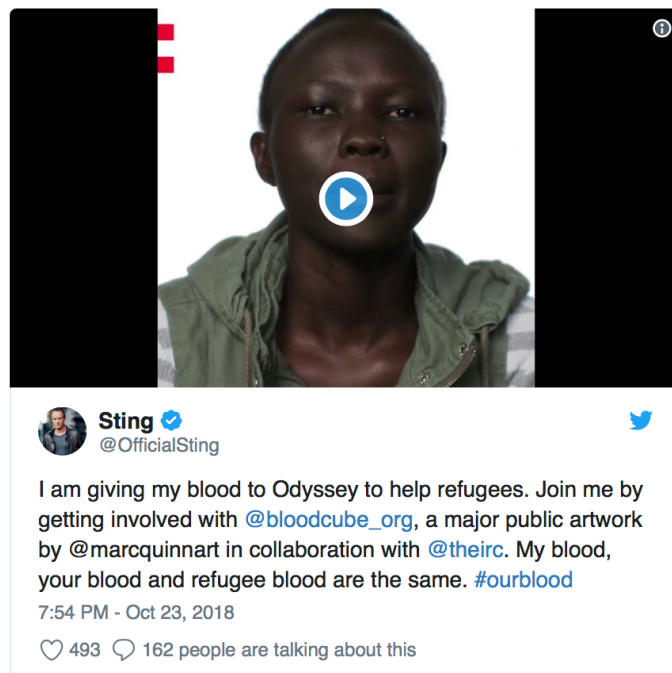 Sting
@OfficialSting
I am giving my blood to Odyssey to help refugees. Join me by
getting involved with @bloodcube_org, a major public artwork
by @marcquinnart in collaboration with @theirc. My blood,
your blood and refugee blood are the same. #ourblood
7:54 PM - Oct 23, 2018
493 162 people are talking about this